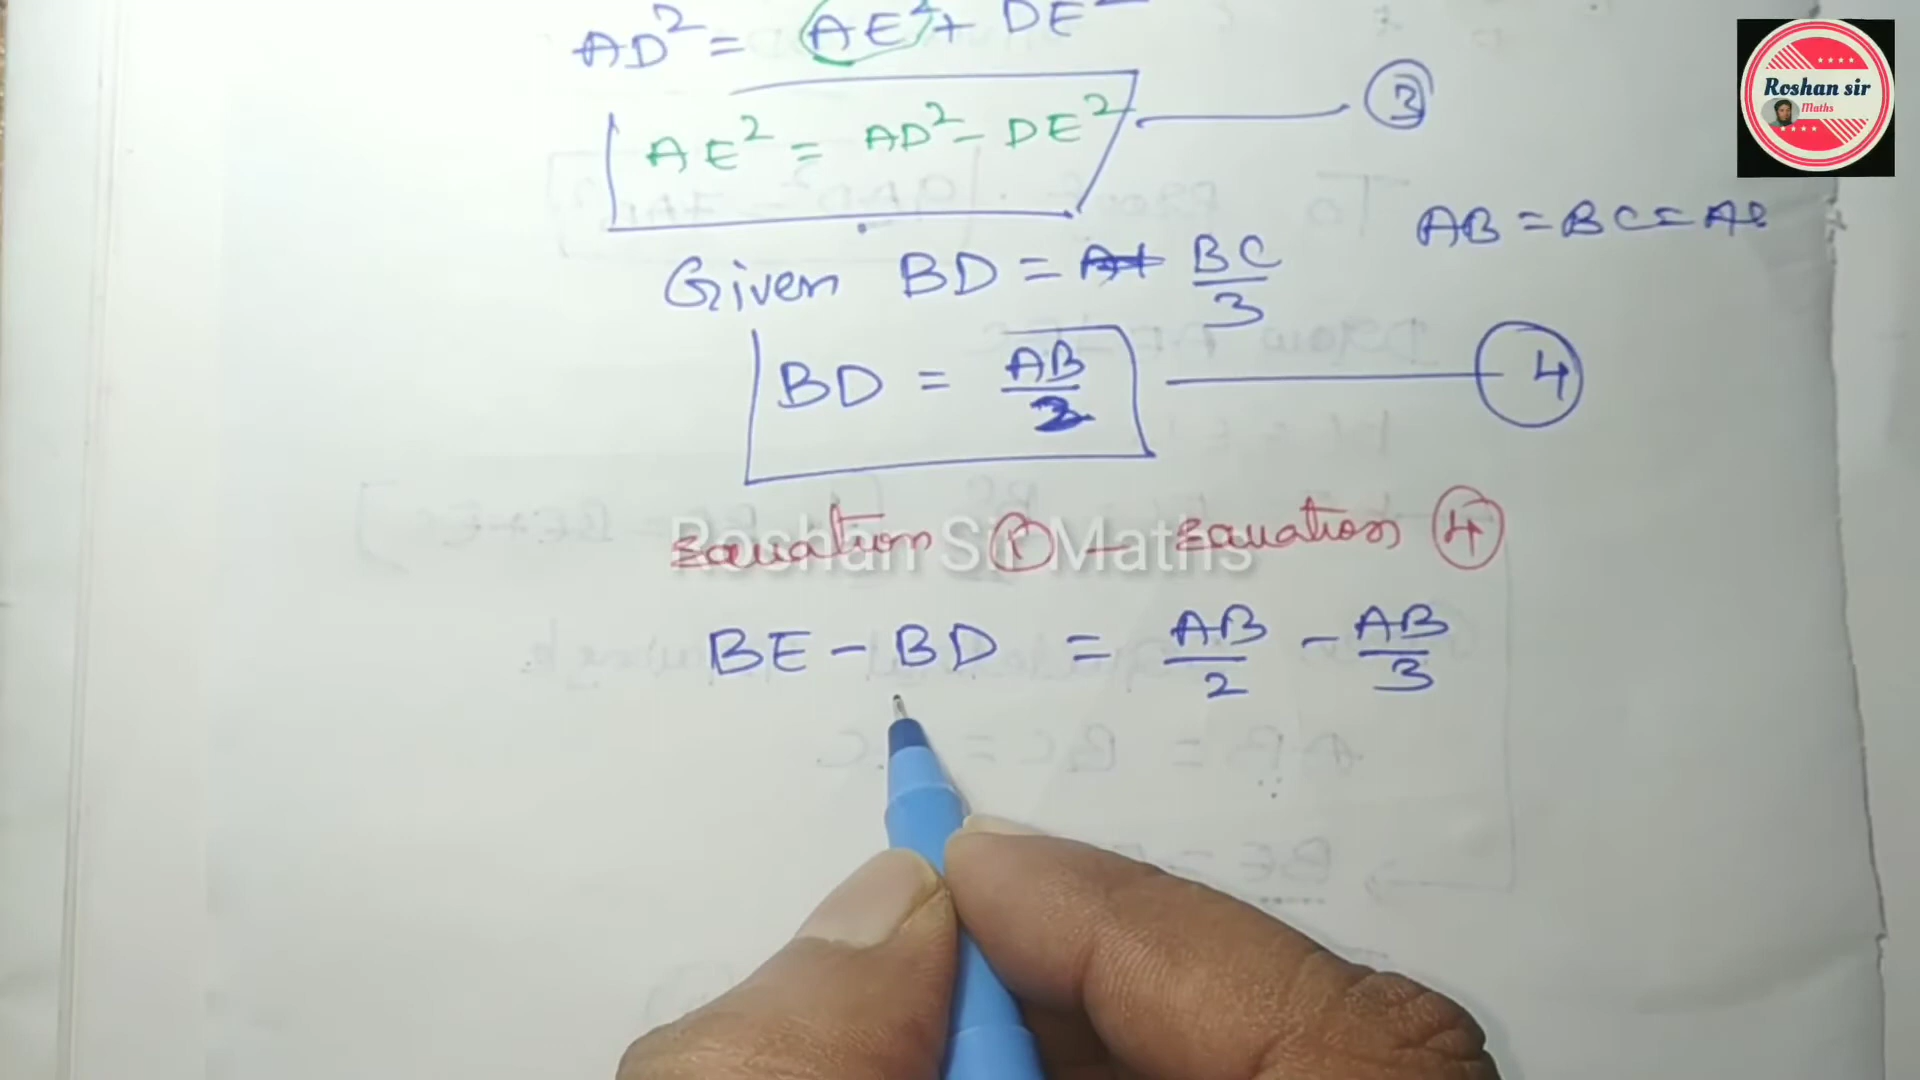 AD² = AE² + DE²
AE² = AD² - DE² ③
AB = BC = AC
Given BD = BC/3
BD = AB/3 ④
Equation ① - Equation ④
BE - BD = AB/2 - AB/3
Roshan Sir Maths
Roshan sir
Maths